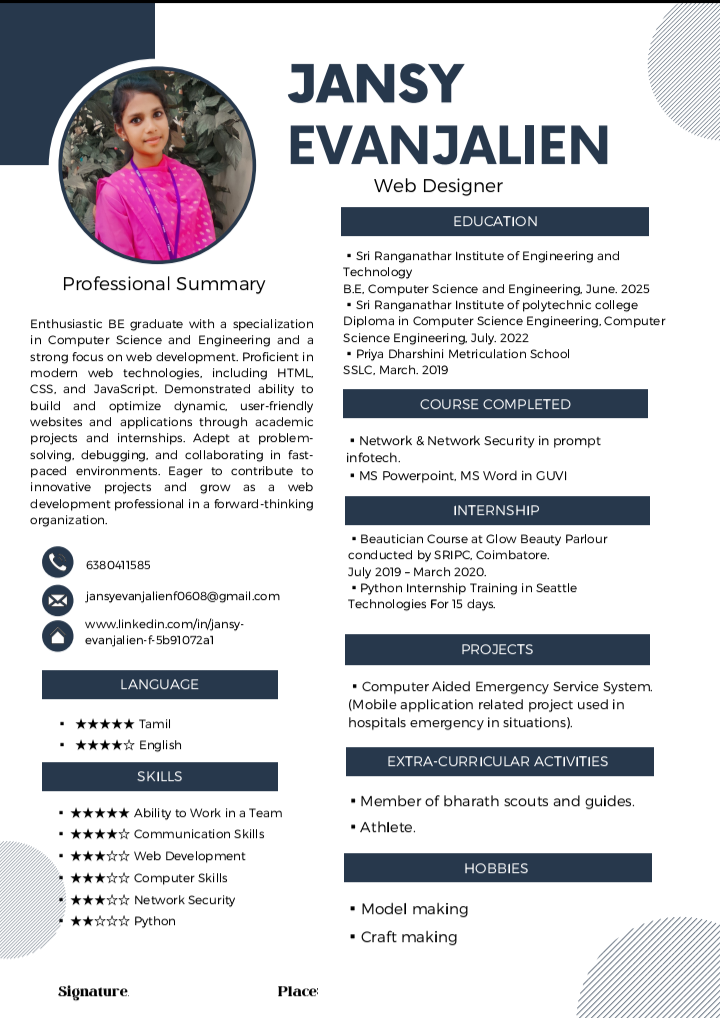 JANSY
EVANJALIEN
Web Designer
Professional Summary
Enthusiastic BE graduate with a specialization
in Computer Science and Engineering and a
strong focus on web development. Proficient in
modern web technologies, including HTML,
CSS, and JavaScript. Demonstrated ability to
build and optimize dynamic, user-friendly
websites and applications through academic
projects and internships. Adept at problem-
solving, debugging, and collaborating in fast-
paced environments. Eager to contribute to
innovative projects and grow as a web
development professional in a forward-thinking
organization.
6380411585
jansyevanjalienf0608@gmail.com
www.linkedin.com/in/jansy-
evanjalien-f-5b91072a1
LANGUAGE
▪ ★★★★★ Tamil
▪ ★★★★☆ English
SKILLS
▪ ★★★★★ Ability to Work in a Team
▪ ★★★★☆ Communication Skills
▪ ★★★☆☆ Web Development
▪ ★★★☆☆ Computer Skills
▪ ★★★☆☆ Network Security
▪ ★★☆☆☆ Python
EDUCATION
▪ Sri Ranganathar Institute of Engineering and
Technology
B.E, Computer Science and Engineering, June. 2025
▪ Sri Ranganathar Institute of polytechnic college
Diploma in Computer Science Engineering, Computer
Science Engineering, July. 2022
▪ Priya Dharshini Metriculation School
SSLC, March. 2019
COURSE COMPLETED
▪ Network & Network Security in prompt
infotech.
▪ MS Powerpoint, MS Word in GUVI
INTERNSHIP
▪ Beautician Course at Glow Beauty Parlour
conducted by SRIPC, Coimbatore.
July 2019 – March 2020.
▪ Python Internship Training in Seattle
Technologies For 15 days.
PROJECTS
▪ Computer Aided Emergency Service System.
(Mobile application related project used in
hospitals emergency in situations).
EXTRA-CURRICULAR ACTIVITIES
▪ Member of bharath scouts and guides.
▪ Athlete.
HOBBIES
▪ Model making
▪ Craft making
Signature:
Place: